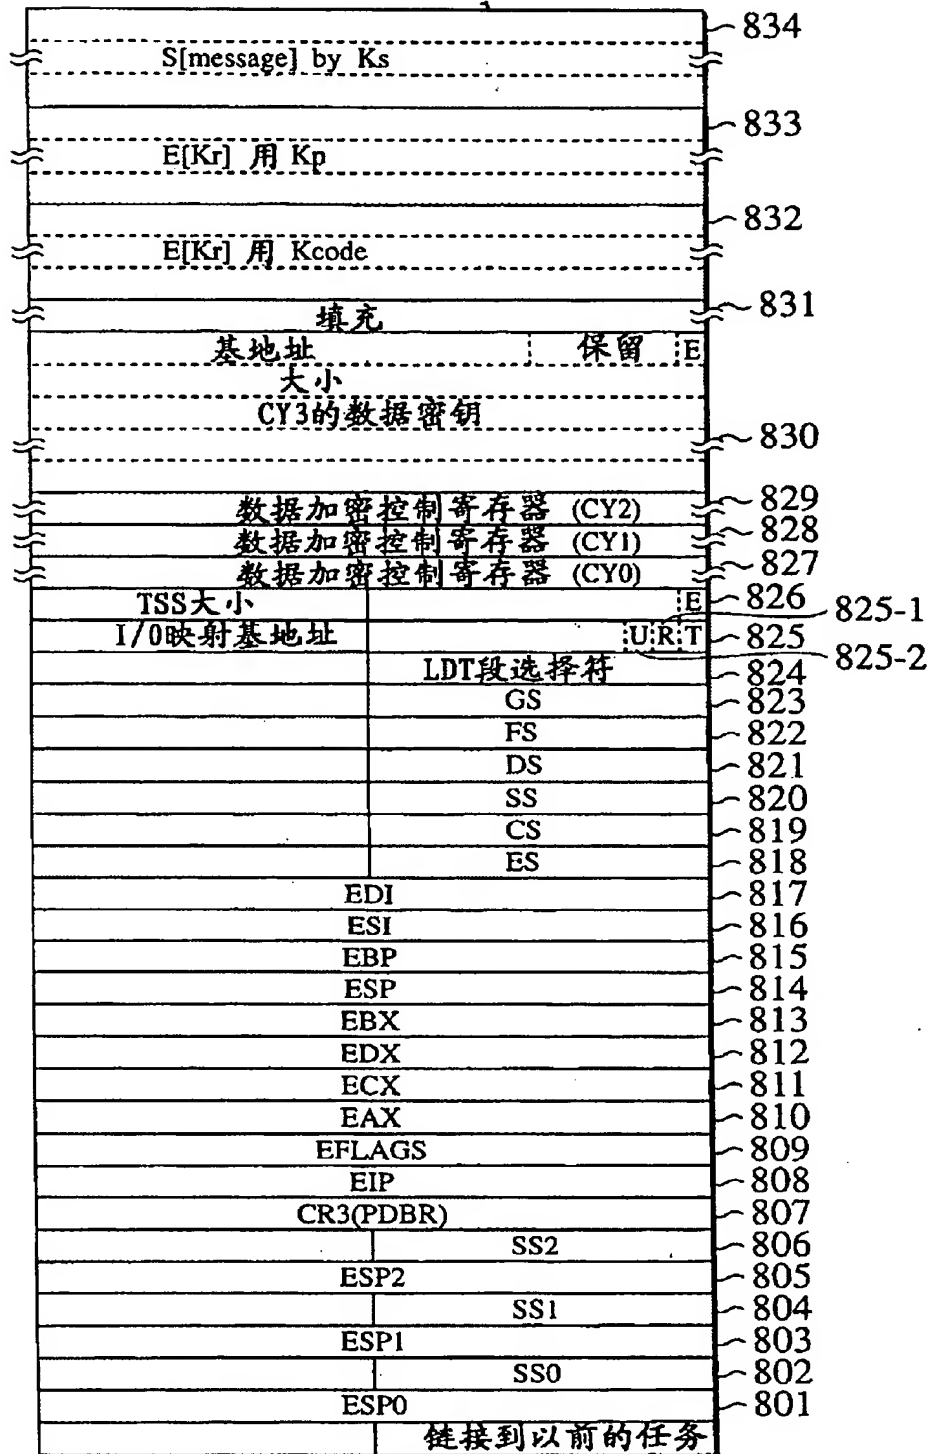 834
S[message] by Ks
833
E[Kr] 用 Kp
832
E[Kr] 用 Kcode
831
填充
基地址 保留 E
大小
CY3的数据密钥
830
数据加密控制寄存器 (CY2) 829
数据加密控制寄存器 (CY1) 828
数据加密控制寄存器 (CY0) 827
TSS大小 E 826 825-1
I/0映射基地址 U R T 825 825-2
LDT段选择符 824
GS 823
FS 822
DS 821
SS 820
CS 819
ES 818
EDI 817
ESI 816
EBP 815
ESP 814
EBX 813
EDX 812
ECX 811
EAX 810
EFLAGS 809
EIP 808
CR3(PDBR) 807
SS2 806
ESP2 805
SS1 804
ESP1 803
SS0 802
ESP0 801
链接到以前的任务